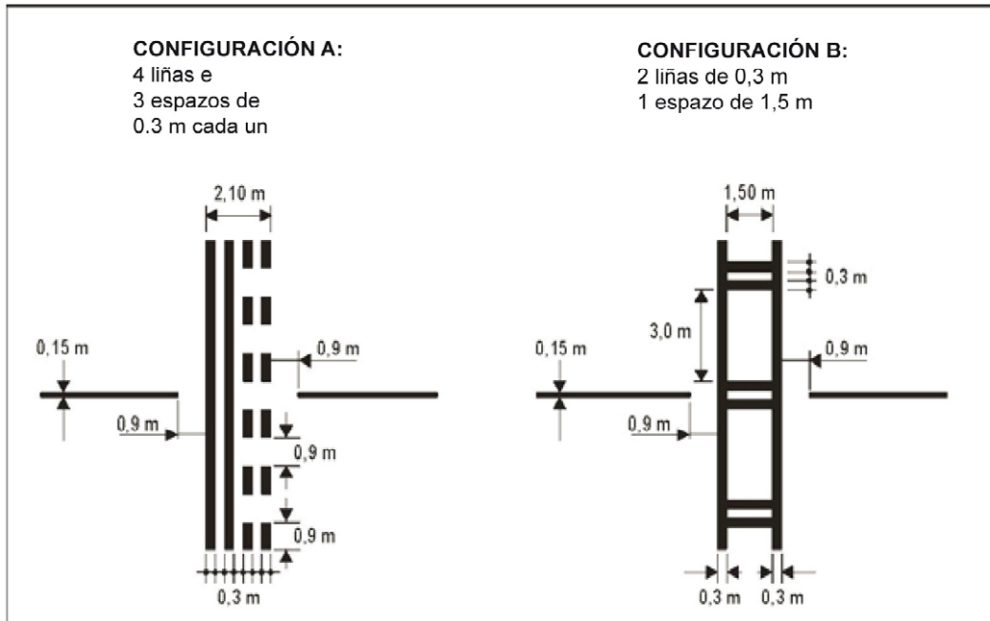 CONFIGURACIÓN A:
4 liñas e
3 espazos de
0.3 m cada un
2,10 m
0,15 m
0,9 m
0,9 m
0,9 m
0,9 m
0,3 m
CONFIGURACIÓN B:
2 liñas de 0,3 m
1 espazo de 1,5 m
1,50 m
0,3 m
3,0 m
0,15 m
0,9 m
0,9 m
0,3 m
0,3 m